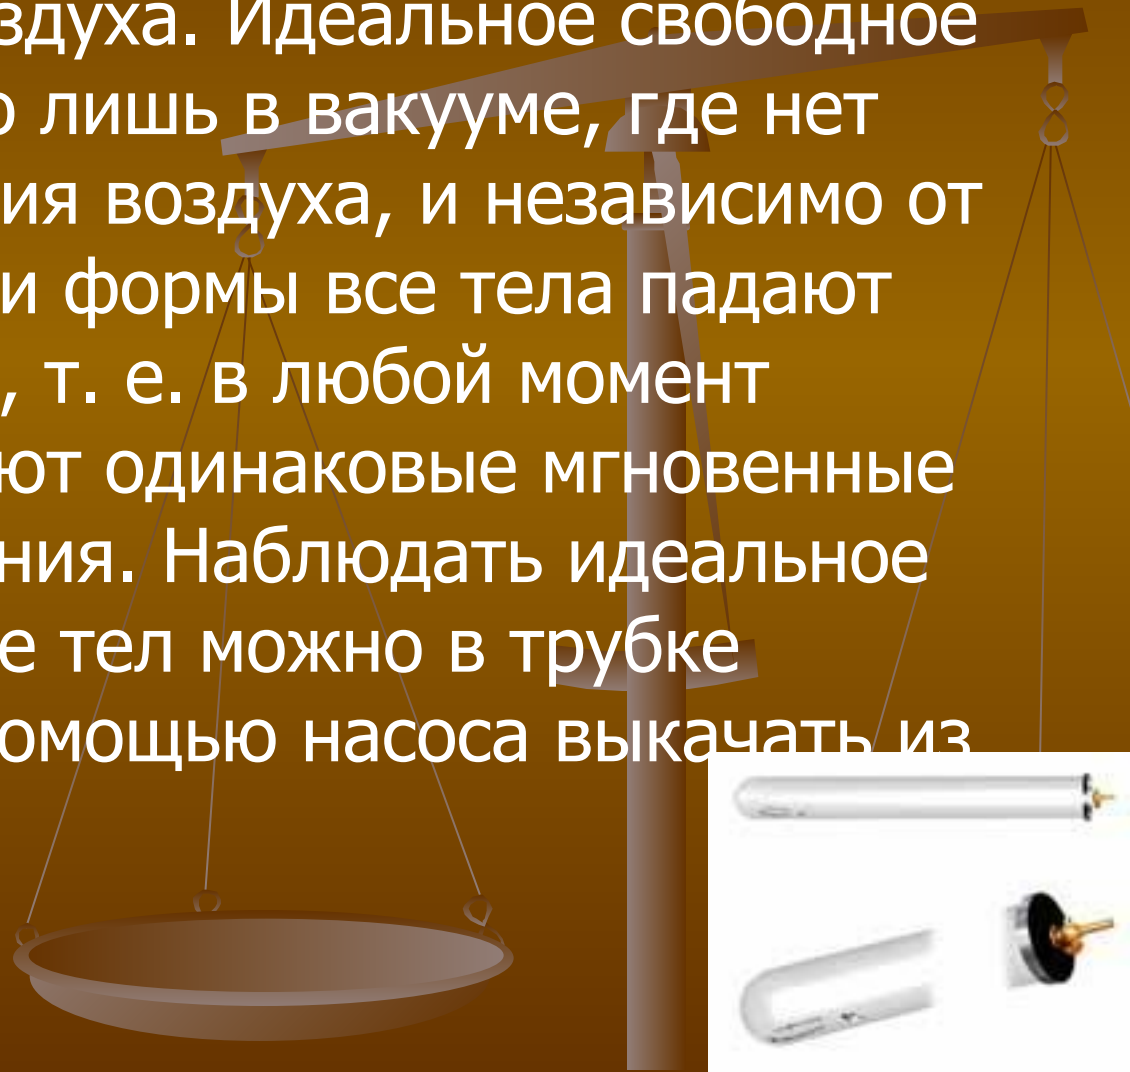 здуха. Идеальное свободное
о лишь в вакууме, где нет
ия воздуха, и независимо от
и формы все тела падают
, т. е. в любой момент
ют одинаковые мгновенные
ния. Наблюдать идеальное
е тел можно в трубке
омощью насоса выкачать из